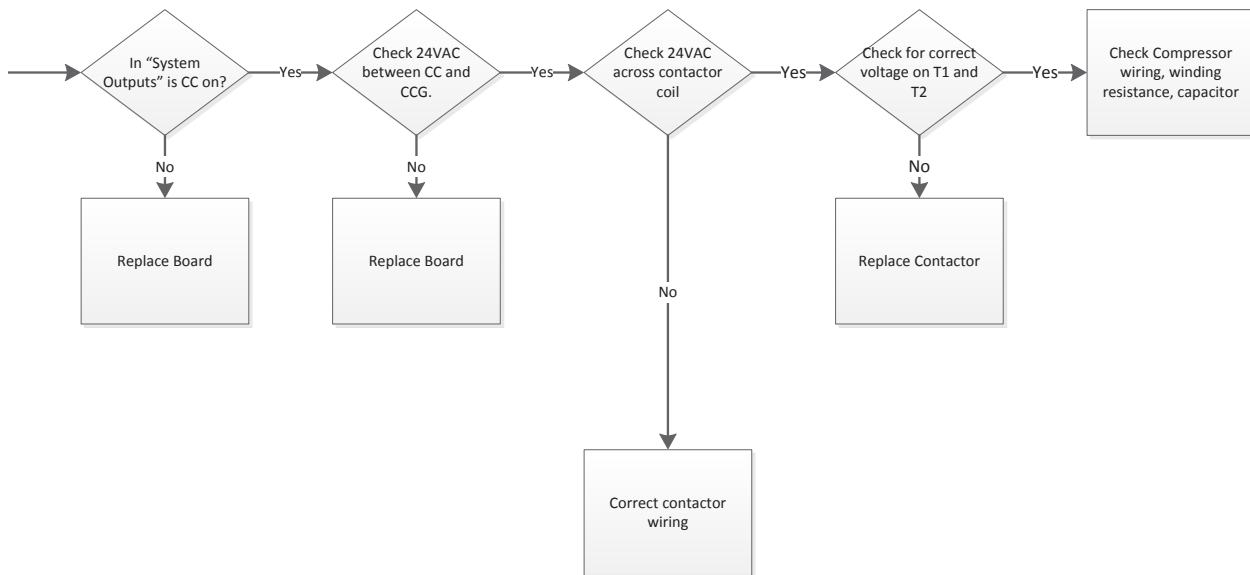 In “System
Outputs” is CC on?
Yes
Check 24VAC
between CC and
CCG.
Yes
Check 24VAC
across contactor
coil
Yes
Check for correct
voltage on T1 and
T2
Yes
Check Compressor
wiring, winding
resistance, capacitor
No
No
No
Replace Board
Replace Board
Replace Contactor
No
Correct contactor
wiring